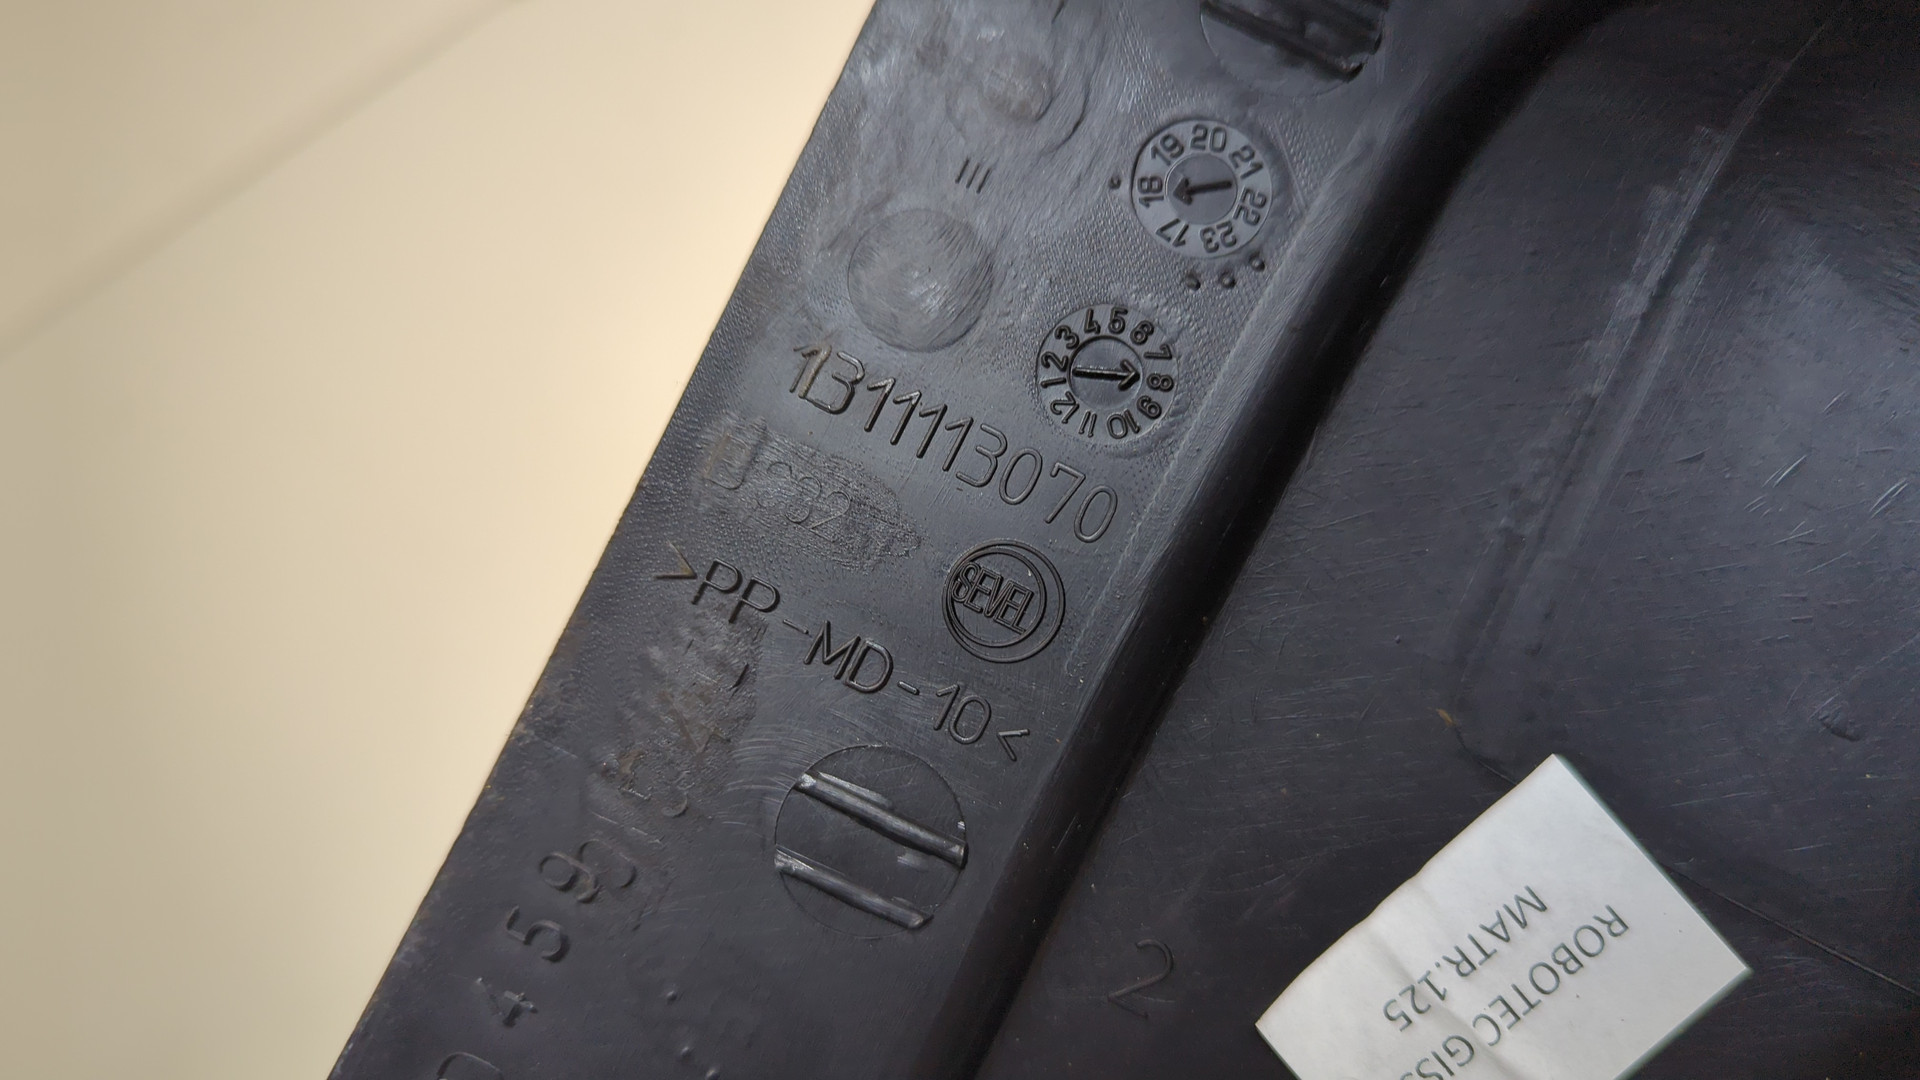 17 18 19 20 21 22 23
1 2 3 4 5 6 7 8 9 10 11 12
1311113070
SEVEL
>PP-MD-10<
2
ROBOTEC GIS
MATR.125